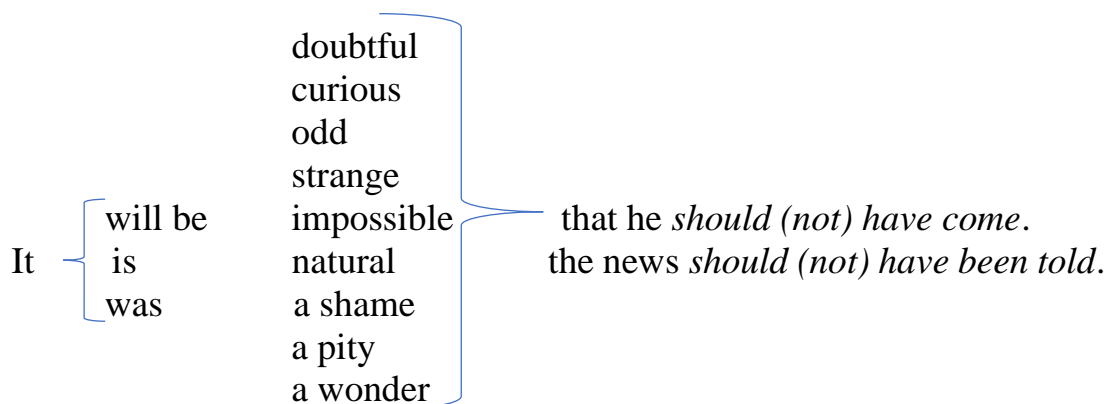 doubtful
curious
odd
strange
will be impossible that he should (not) have come.
It is natural the news should (not) have been told.
was a shame
a pity
a wonder